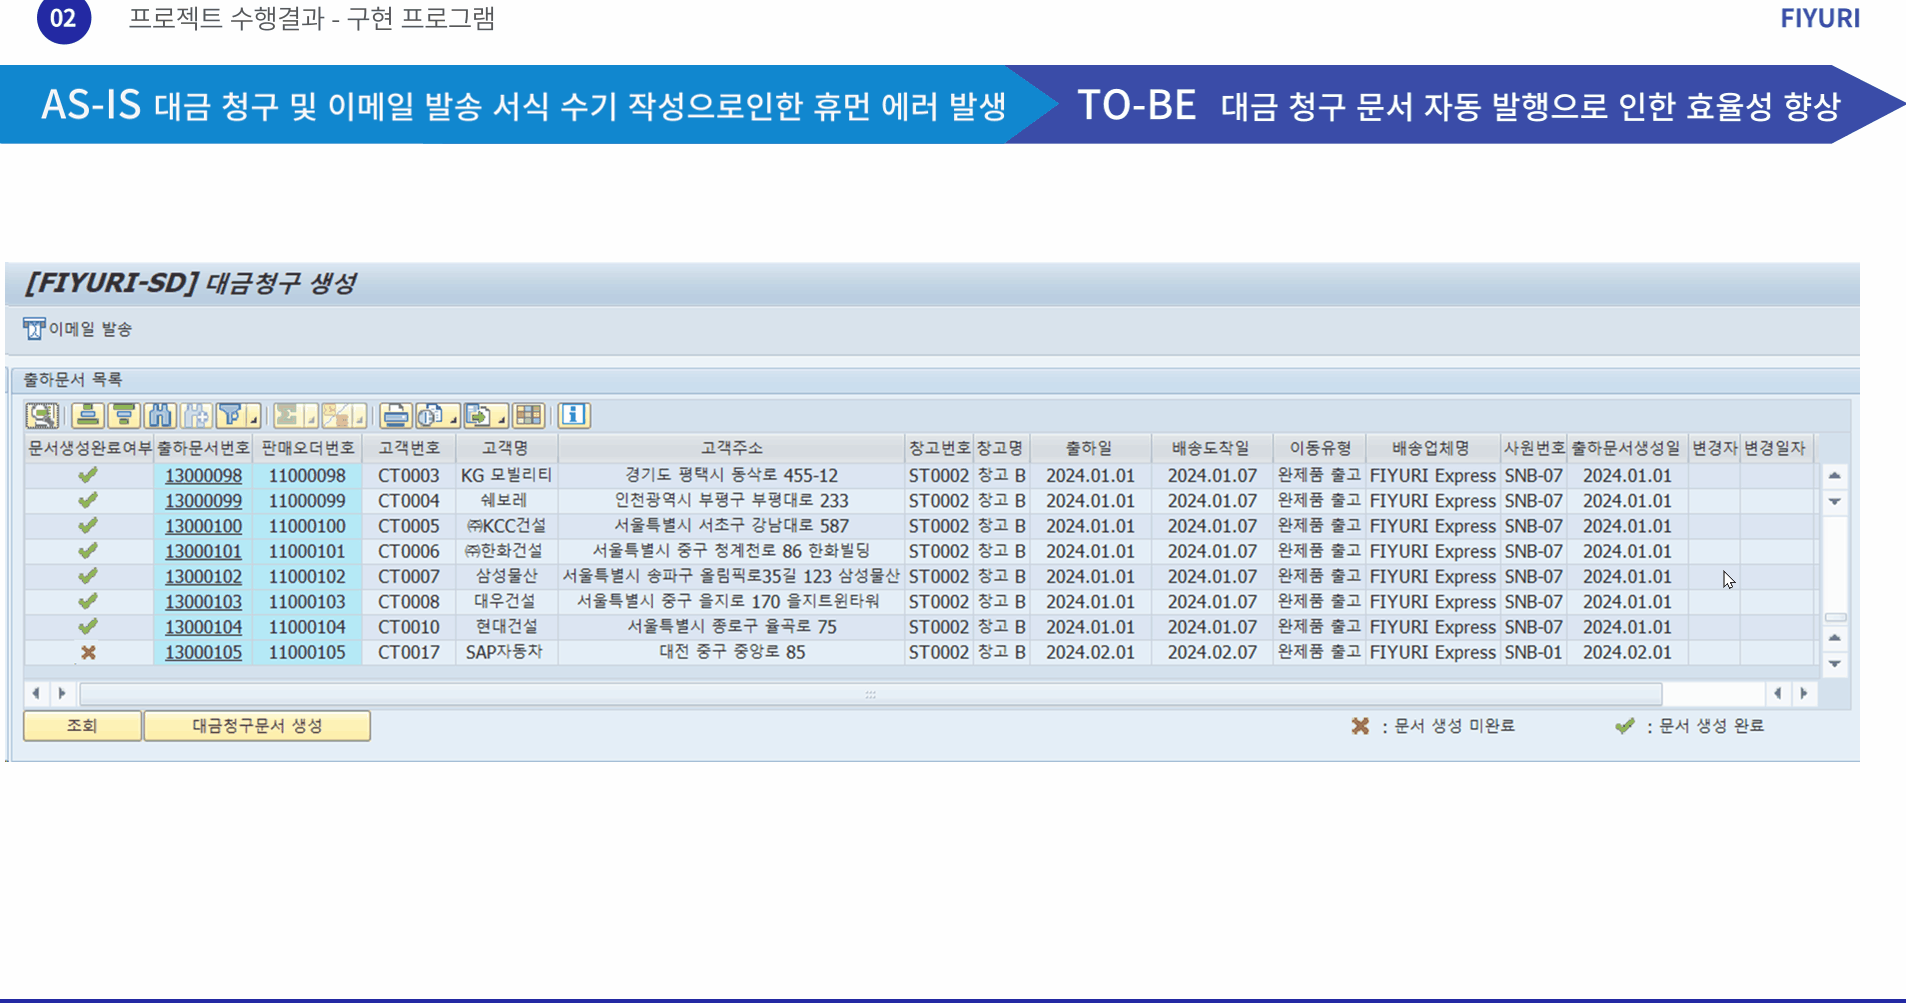 02 프로젝트 수행결과 - 구현 프로그램 FIYURI
AS-IS 대금 청구 및 이메일 발송 서식 수기 작성으로인한 휴먼 에러 발생 TO-BE 대금 청구 문서 자동 발행으로 인한 효율성 향상
[FIYURI-SD] 대금청구 생성
이메일 발송
출하문서 목록
문서생성완료여부 출하문서번호 판매오더번호 고객번호 고객명 고객주소 창고번호 창고명 출하일 배송도착일 이동유형 배송업체명 사원번호 출하문서생성일 변경자 변경일자
13000098 11000098 CT0003 KG 모빌리티 경기도 평택시 동삭로 455-12 ST0002 창고 B 2024.01.01 2024.01.07 완제품 출고 FIYURI Express SNB-07 2024.01.01
13000099 11000099 CT0004 쉐보레 인천광역시 부평구 부평대로 233 ST0002 창고 B 2024.01.01 2024.01.07 완제품 출고 FIYURI Express SNB-07 2024.01.01
13000100 11000100 CT0005 ㈜KCC건설 서울특별시 서초구 강남대로 587 ST0002 창고 B 2024.01.01 2024.01.07 완제품 출고 FIYURI Express SNB-07 2024.01.01
13000101 11000101 CT0006 ㈜한화건설 서울특별시 중구 청계천로 86 한화빌딩 ST0002 창고 B 2024.01.01 2024.01.07 완제품 출고 FIYURI Express SNB-07 2024.01.01
13000102 11000102 CT0007 삼성물산 서울특별시 송파구 올림픽로35길 123 삼성물산 ST0002 창고 B 2024.01.01 2024.01.07 완제품 출고 FIYURI Express SNB-07 2024.01.01
13000103 11000103 CT0008 대우건설 서울특별시 중구 을지로 170 을지트윈타워 ST0002 창고 B 2024.01.01 2024.01.07 완제품 출고 FIYURI Express SNB-07 2024.01.01
13000104 11000104 CT0010 현대건설 서울특별시 종로구 율곡로 75 ST0002 창고 B 2024.01.01 2024.01.07 완제품 출고 FIYURI Express SNB-07 2024.01.01
13000105 11000105 CT0017 SAP자동차 대전 중구 중앙로 85 ST0002 창고 B 2024.02.01 2024.02.07 완제품 출고 FIYURI Express SNB-01 2024.02.01
조회 대금청구문서 생성 : 문서 생성 미완료 : 문서 생성 완료